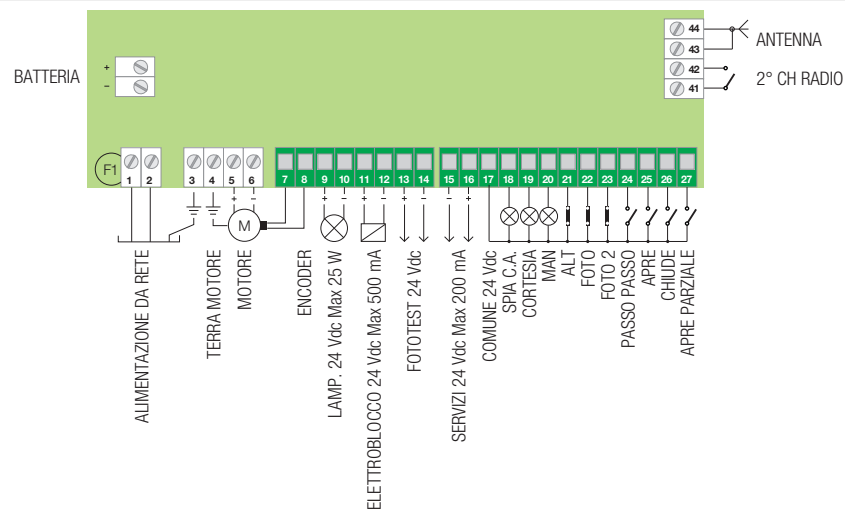 44
ANTENNA
43
BATTERIA
+
42
2° CH RADIO
–
41
F1
1 2 3 4 5 6 7 8 9 10 11 12 13 14 15 16 17 18 19 20 21 22 23 24 25 26 27
+ – + – + – + – – +
M
ALIMENTAZIONE DA RETE
TERRA MOTORE
MOTORE
ENCODER
LAMP. 24 Vdc Max 25 W
ELETTROBLOCCO 24 Vdc Max 500 mA
FOTOTEST 24 Vdc
SERVIZI 24 Vdc Max 200 mA
COMUNE 24 Vdc
SPIA C.A.
CORTESIA
MAN
ALT
FOTO
FOTO 2
PASSO PASSO
APRE
CHIUDE
APRE PARZIALE